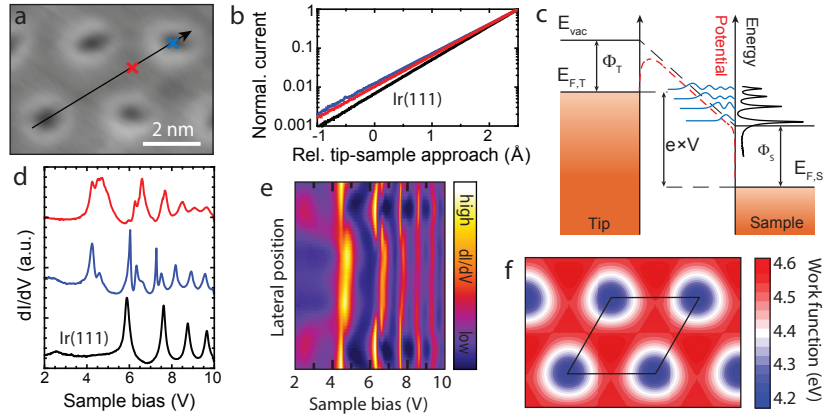 a
2 nm
b
Normal. current
1
0.1
0.01
0.001
Ir(111)
-1 0 1 2
Rel. tip-sample approach (Å)
c
E_vac
Φ_T
E_F,T
e×V
Potential
Energy
Φ_S
E_F,S
Tip
Sample
d
dI/dV (a.u.)
Ir(111)
2 4 6 8 10
Sample bias (V)
e
Lateral position
2 4 6 8 10
Sample bias (V)
high
dI/dV
low
f
4.6
4.5
4.4
4.3
4.2
Work function
(eV)